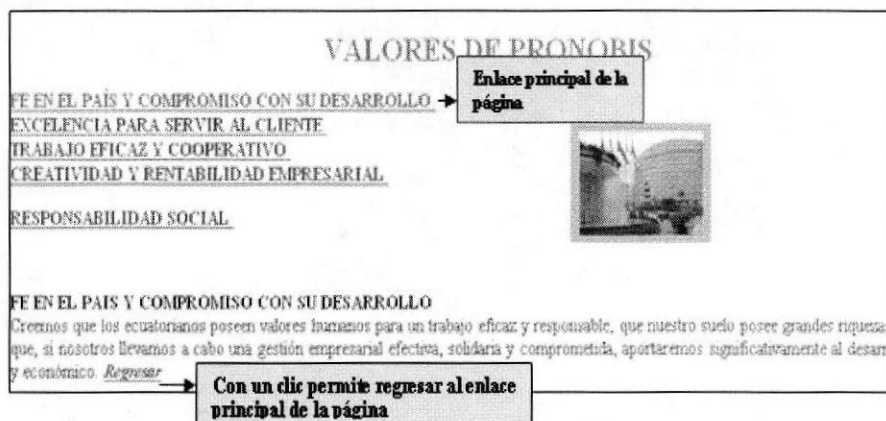 VALORES DE PRONOBIS
Enlace principal de la
página
FE EN EL PAÍS Y COMPROMISO CON SU DESARROLLO
EXCELENCIA PARA SERVIR AL CLIENTE
TRABAJO EFICAZ Y COOPERATIVO
CREATIVIDAD Y RENTABILIDAD EMPRESARIAL
RESPONSABILIDAD SOCIAL
FE EN EL PAIS Y COMPROMISO CON SU DESARROLLO
Creemos que los ecuatorianos poseen valores humanos para un trabajo eficaz y responsable, que nuestro suelo posee grandes
que, si nosotros llevamos a cabo una gestión empresarial efectiva, solidaria y comprometida, aportaremos significativamente al
y económico. Regresar
Con un clic permite regresar al enlace
principal de la página